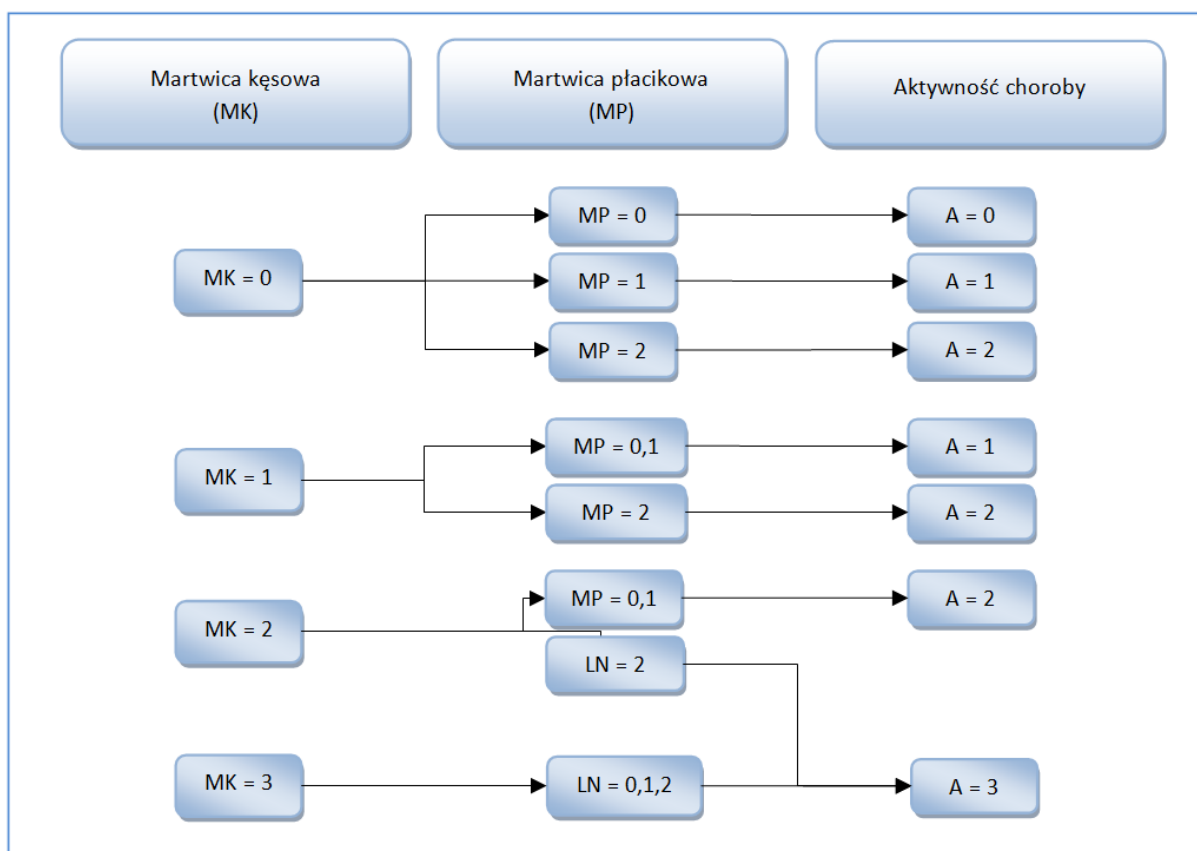 Martwica kęsowa
(MK)
Martwica płacikowa
(MP)
Aktywność choroby
MK = 0
MP = 0
A = 0
MP = 1
A = 1
MP = 2
A = 2
MK = 1
MP = 0,1
A = 1
MP = 2
A = 2
MK = 2
MP = 0,1
A = 2
LN = 2
MK = 3
LN = 0,1,2
A = 3